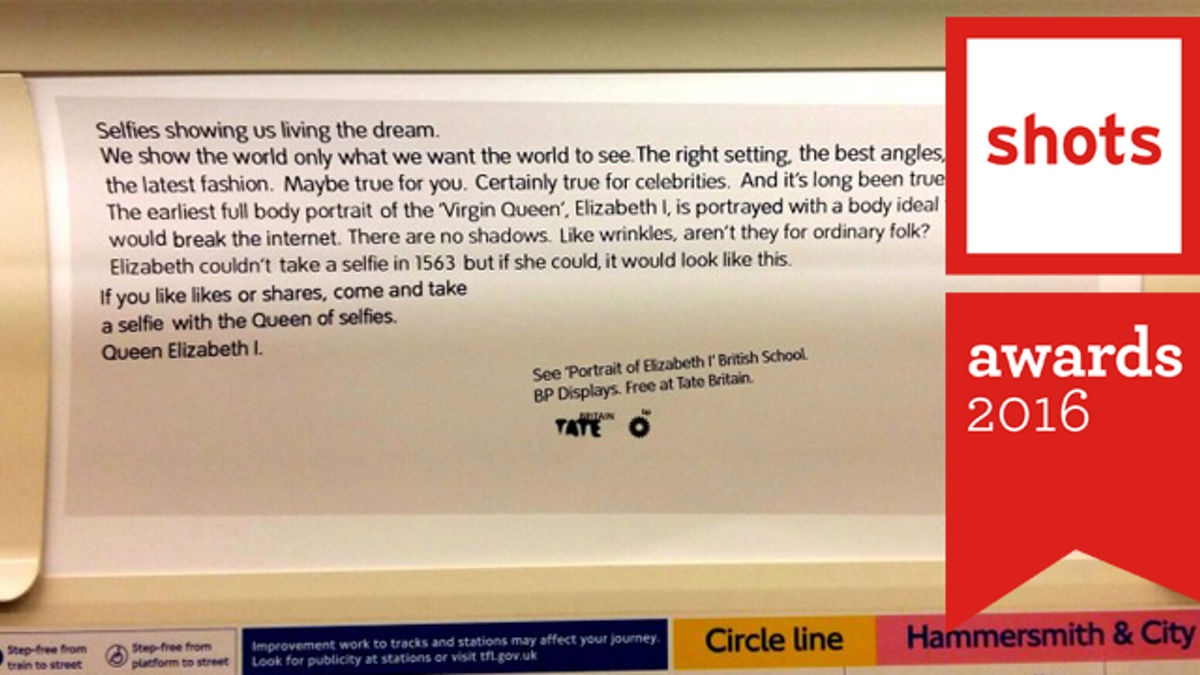 Selfies showing us living the dream.
We show the world only what we want the world to see. The right setting, the best angles,
the latest fashion. Maybe true for you. Certainly true for celebrities. And it's long been true
The earliest full body portrait of the 'Virgin Queen', Elizabeth I, is portrayed with a body ideal
would break the internet. There are no shadows. Like wrinkles, aren't they for ordinary folk?
Elizabeth couldn't take a selfie in 1563 but if she could, it would look like this.
If you like likes or shares, come and take
a selfie with the Queen of selfies.
Queen Elizabeth I.
See 'Portrait of Elizabeth I' British School.
BP Displays. Free at Tate Britain.
BRITAIN
TATE
bp
shots
awards
2016
Step-free from
train to street
Step-free from
platform to street
Improvement work to tracks and stations may affect your journey.
Look for publicity at stations or visit tfl.gov.uk
Circle line
Hammersmith & City